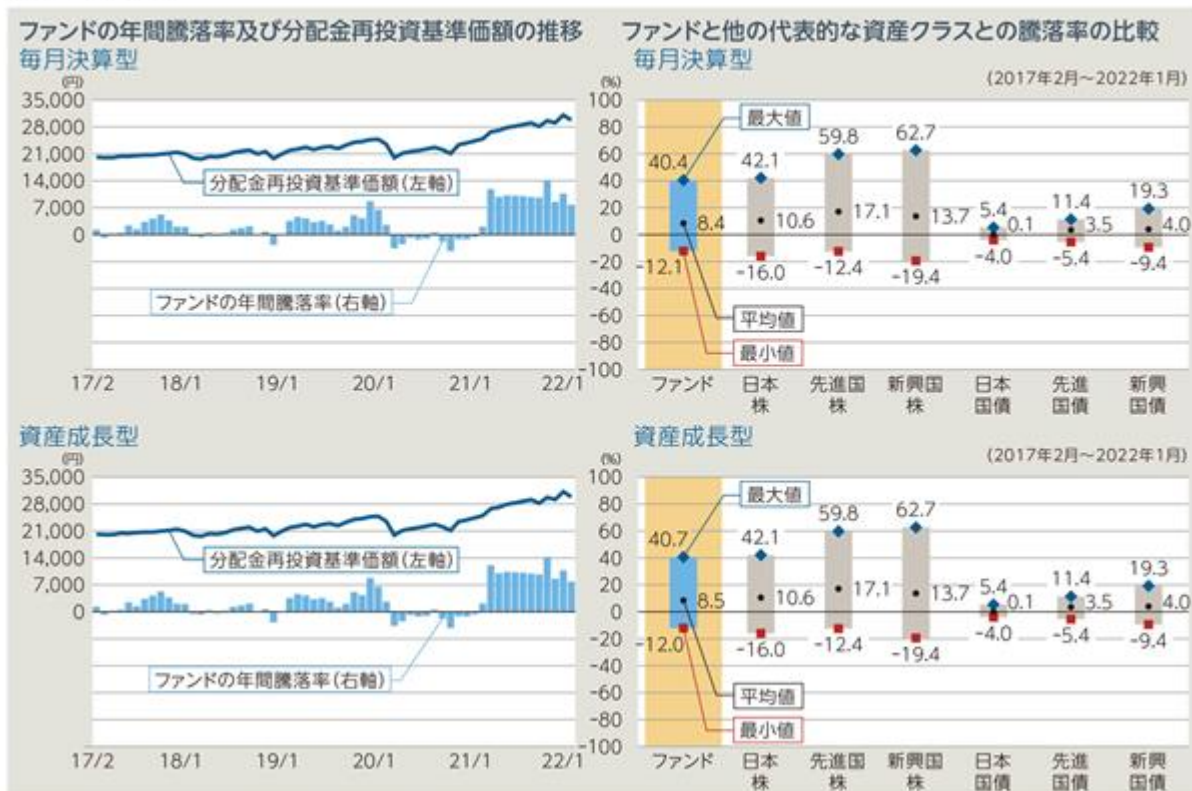 ファンドの年間騰落率及び分配金再投資基準価額の推移
毎月決算型
(円)
35,000
28,000
21,000
14,000
7,000
0
分配金再投資基準価額(左軸)
ファンドの年間騰落率(右軸)
17/2 18/1 19/1 20/1 21/1 22/1
ファンドと他の代表的な資産クラスとの騰落率の比較
毎月決算型
(2017年2月～2022年1月)
(%)
100
80
60
40
20
0
-20
-40
-60
-80
-100
最大値
40.4 42.1 59.8 62.7 5.4 11.4 19.3
8.4 10.6 17.1 13.7 0.1 3.5 4.0
-12.1 -16.0 -12.4 -19.4 -4.0 -5.4 -9.4
平均値
最小値
ファンド 日本株 先進国株 新興国株 日本国債 先進国債 新興国債
資産成長型
(円)
35,000
28,000
21,000
14,000
7,000
0
分配金再投資基準価額(左軸)
ファンドの年間騰落率(右軸)
17/2 18/1 19/1 20/1 21/1 22/1
資産成長型
(2017年2月～2022年1月)
(%)
100
80
60
40
20
0
-20
-40
-60
-80
-100
最大値
40.7 42.1 59.8 62.7 5.4 11.4 19.3
8.5 10.6 17.1 13.7 0.1 3.5 4.0
-12.0 -16.0 -12.4 -19.4 -4.0 -5.4 -9.4
平均値
最小値
ファンド 日本株 先進国株 新興国株 日本国債 先進国債 新興国債